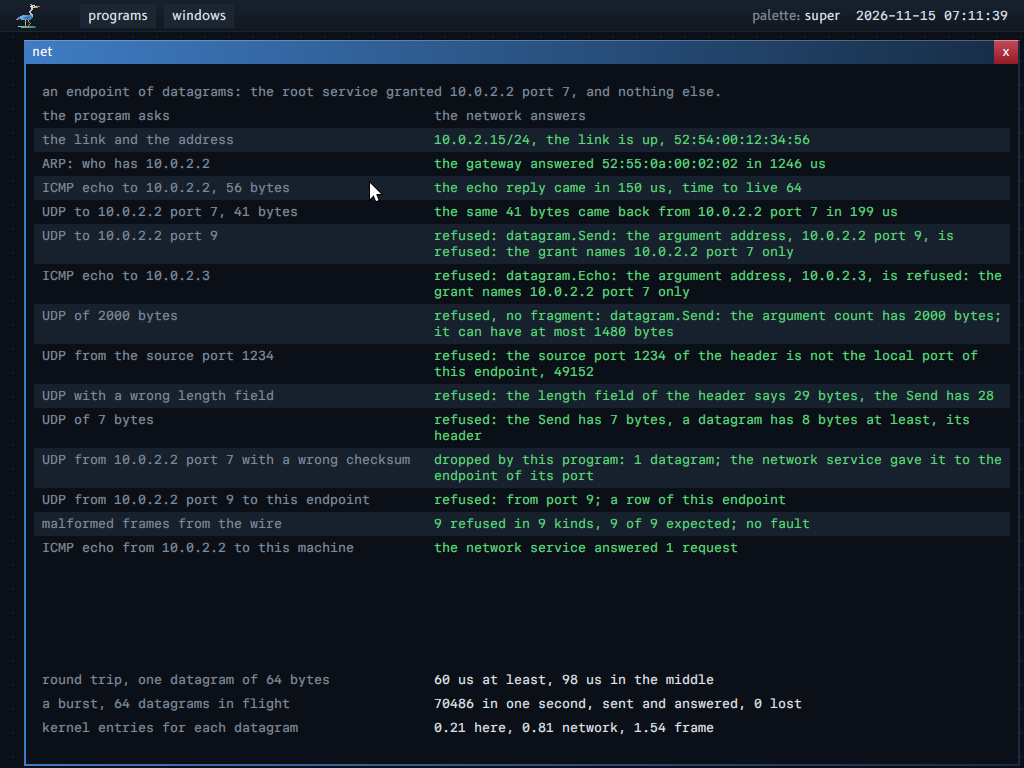 programs windows palette: super 2026-11-15 07:11:39
net x
an endpoint of datagrams: the root service granted 10.0.2.2 port 7, and nothing else.
the program asks the network answers
the link and the address 10.0.2.15/24, the link is up, 52:54:00:12:34:56
ARP: who has 10.0.2.2 the gateway answered 52:55:0a:00:02:02 in 1246 us
ICMP echo to 10.0.2.2, 56 bytes the echo reply came in 150 us, time to live 64
UDP to 10.0.2.2 port 7, 41 bytes the same 41 bytes came back from 10.0.2.2 port 7 in 199 us
UDP to 10.0.2.2 port 9 refused: datagram.Send: the argument address, 10.0.2.2 port 9, is
refused: the grant names 10.0.2.2 port 7 only
ICMP echo to 10.0.2.3 refused: datagram.Echo: the argument address, 10.0.2.3, is refused: the
grant names 10.0.2.2 port 7 only
UDP of 2000 bytes refused, no fragment: datagram.Send: the argument count has 2000 bytes;
it can have at most 1480 bytes
UDP from the source port 1234 refused: the source port 1234 of the header is not the local port of
this endpoint, 49152
UDP with a wrong length field refused: the length field of the header says 29 bytes, the Send has 28
UDP of 7 bytes refused: the Send has 7 bytes, a datagram has 8 bytes at least, its
header
UDP from 10.0.2.2 port 7 with a wrong checksum dropped by this program: 1 datagram; the network service gave it to the
endpoint of its port
UDP from 10.0.2.2 port 9 to this endpoint refused: from port 9; a row of this endpoint
malformed frames from the wire 9 refused in 9 kinds, 9 of 9 expected; no fault
ICMP echo from 10.0.2.2 to this machine the network service answered 1 request
round trip, one datagram of 64 bytes 60 us at least, 98 us in the middle
a burst, 64 datagrams in flight 70486 in one second, sent and answered, 0 lost
kernel entries for each datagram 0.21 here, 0.81 network, 1.54 frame